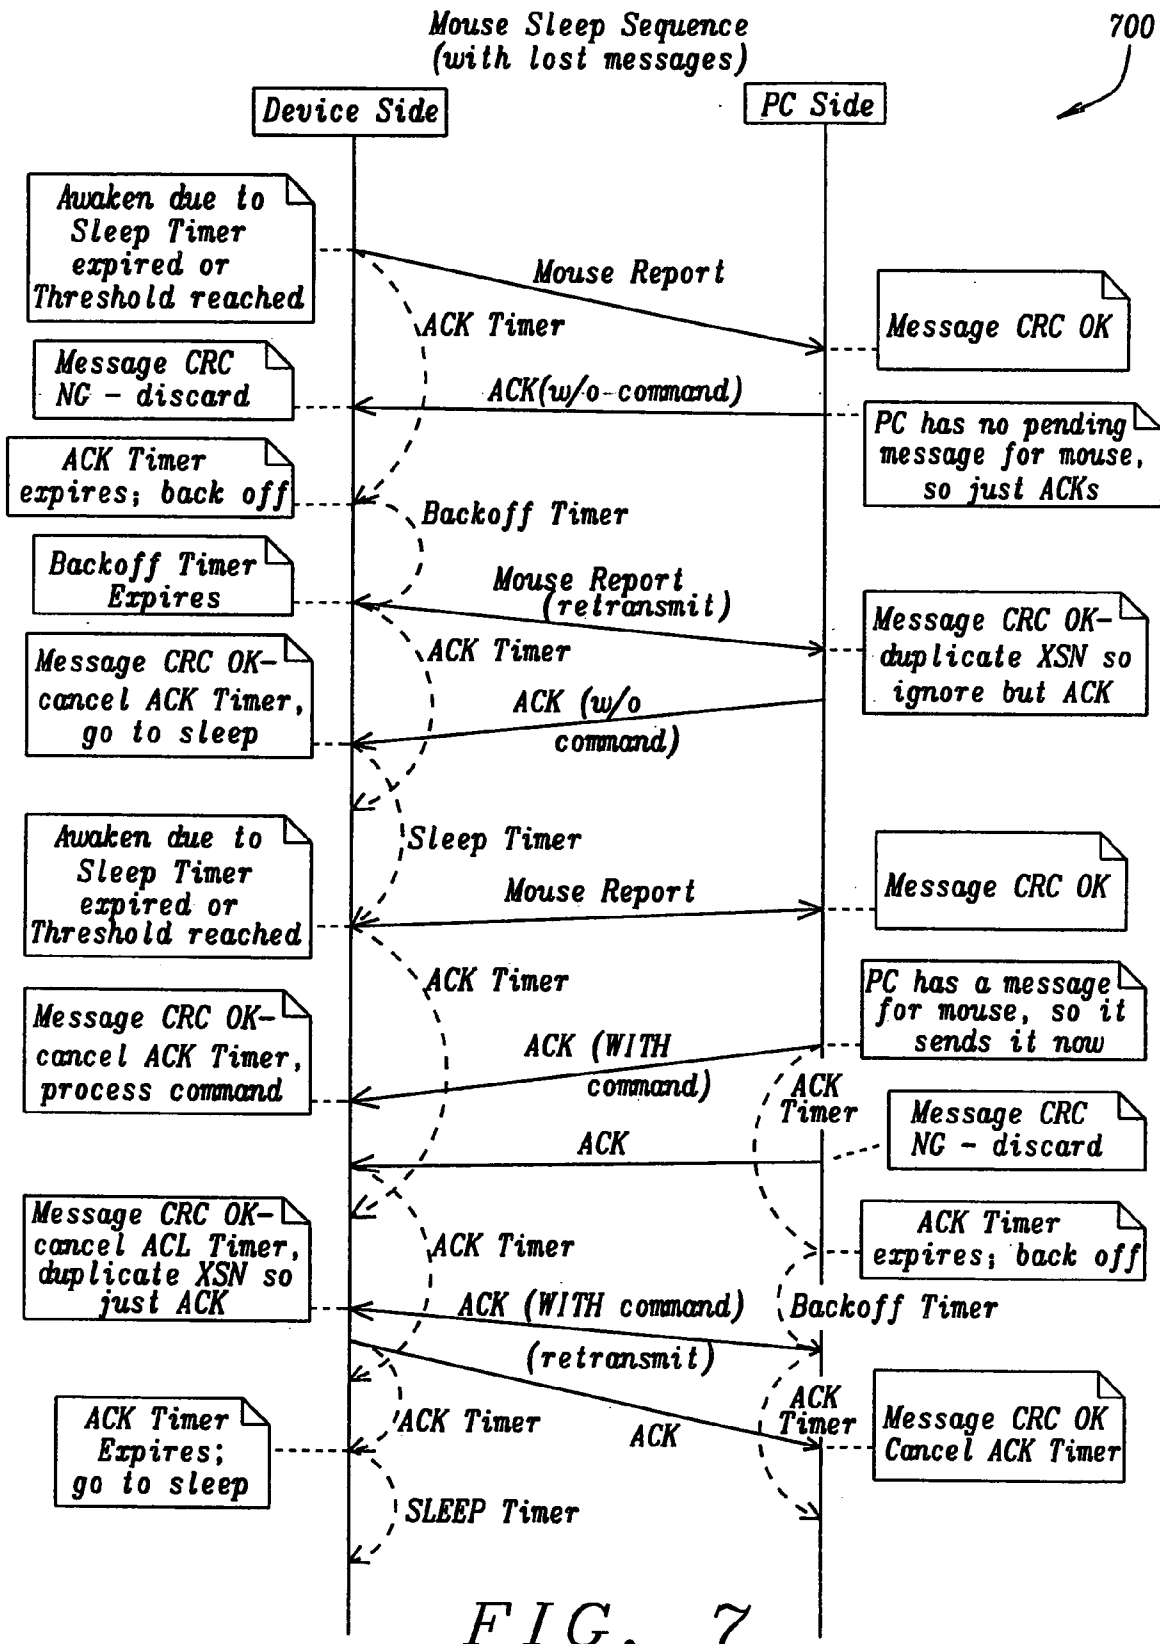 Mouse Sleep Sequence
(with lost messages)
700
Device Side
PC Side
Awaken due to
Sleep Timer
expired or
Threshold reached
Mouse Report
ACK Timer
Message CRC OK
Message CRC
NG - discard
ACK(w/o command)
PC has no pending
message for mouse,
so just ACKs
ACK Timer
expires; back off
Backoff Timer
Backoff Timer
Expires
Mouse Report
(retransmit)
Message CRC OK-
duplicate XSN so
ignore but ACK
ACK Timer
Message CRC OK-
cancel ACK Timer,
go to sleep
ACK (w/o
command)
Awaken due to
Sleep Timer
expired or
Threshold reached
Sleep Timer
Mouse Report
Message CRC OK
ACK Timer
PC has a message
for mouse, so it
sends it now
Message CRC OK-
cancel ACK Timer,
process command
ACK (WITH
command)
ACK
Timer
Message CRC
NG - discard
ACK
Message CRC OK-
cancel ACL Timer,
duplicate XSN so
just ACK
ACK Timer
ACK Timer
expires; back off
ACK (WITH command)
(retransmit)
Backoff Timer
ACK Timer
Expires;
go to sleep
ACK Timer
ACK
ACK
Timer
Message CRC OK
Cancel ACK Timer
SLEEP Timer
FIG. 7